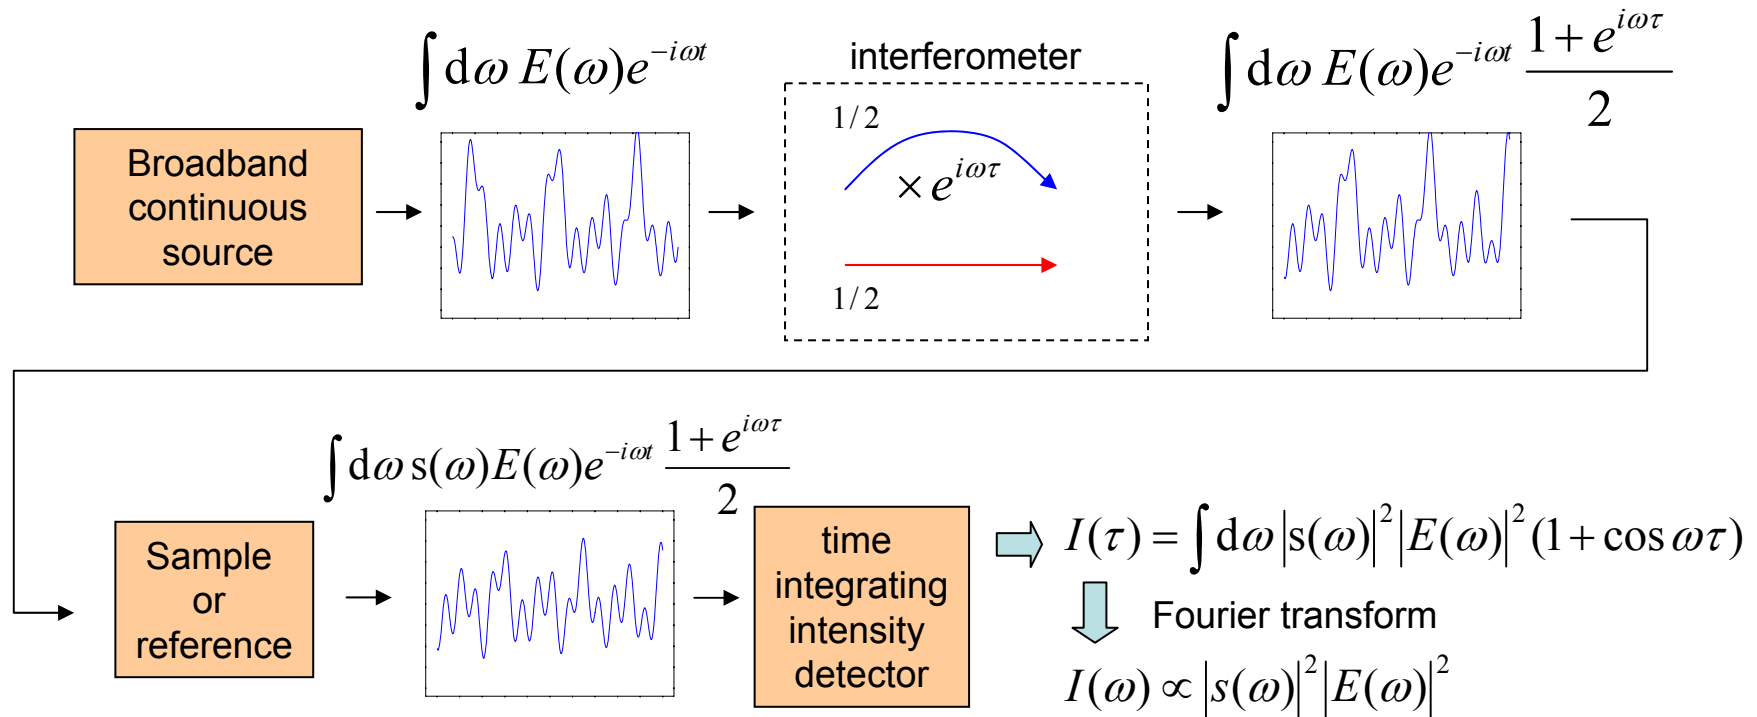 ∫dω E(ω)e^{-iωt}
interferometer
∫dω E(ω)e^{-iωt} (1+e^{iωτ})/2
Broadband
continuous
source
1/2
×e^{iωτ}
1/2
∫dω s(ω)E(ω)e^{-iωt} (1+e^{iωτ})/2
Sample
or
reference
time
integrating
intensity
detector
I(τ) = ∫dω |s(ω)|²|E(ω)|²(1+cos ωτ)
Fourier transform
I(ω) ∝ |s(ω)|²|E(ω)|²